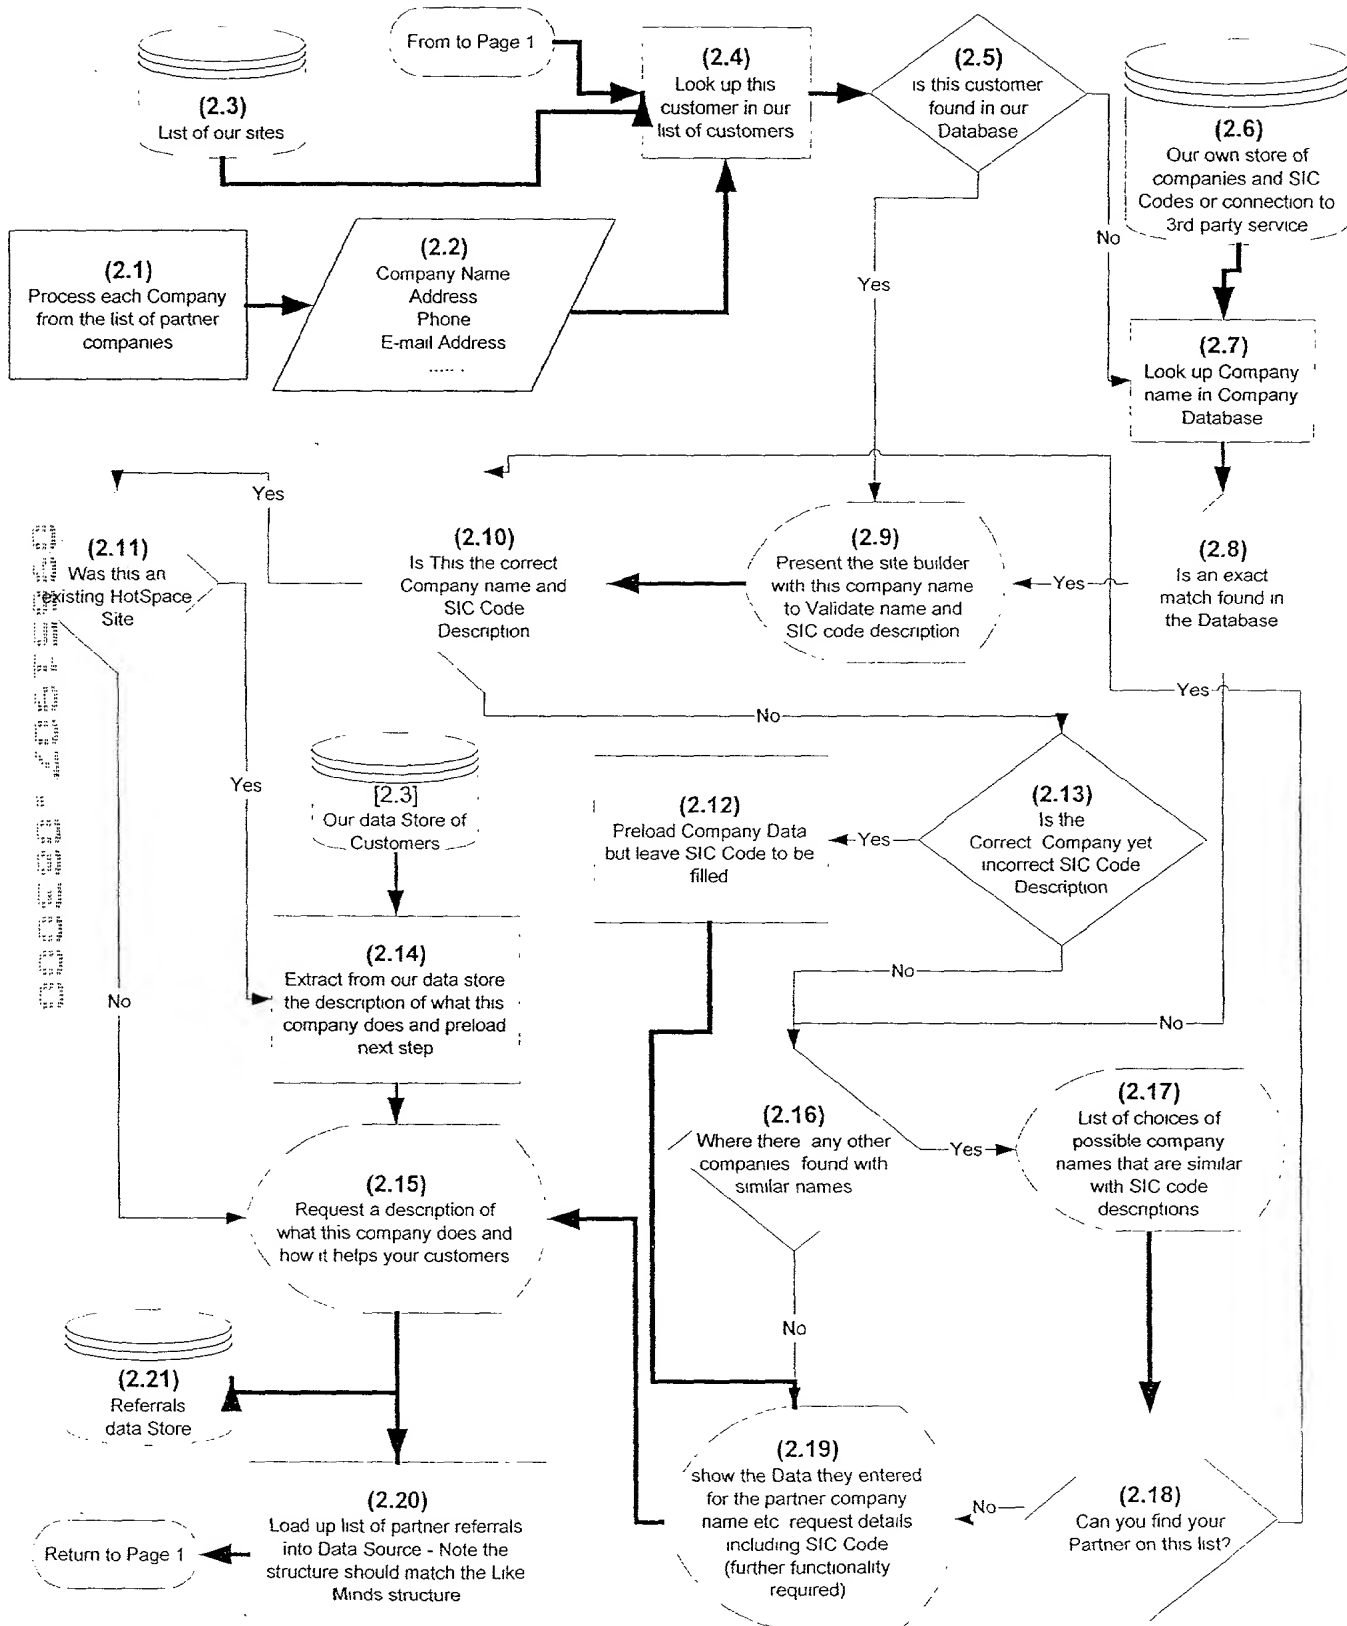 From to Page 1
(2.3)
List of our sites
(2.4)
Look up this
customer in our
list of customers
(2.5)
is this customer
found in our
Database
(2.6)
Our own store of
companies and SIC
Codes or connection to
3rd party service
(2.1)
Process each Company
from the list of partner
companies
(2.2)
Company Name
Address
Phone
E-mail Address
.....
No
Yes
(2.7)
Look up Company
name in Company
Database
Yes
(2.11)
Was this an
existing HotSpace
Site
(2.10)
Is This the correct
Company name and
SIC Code
Description
(2.9)
Present the site builder
with this company name
to Validate name and
SIC code description
Yes
(2.8)
Is an exact
match found in
the Database
Yes
No
[2.3]
Our data Store of
Customers
Yes
(2.12)
Preload Company Data
but leave SIC Code to be
filled
Yes
(2.13)
Is the
Correct Company yet
incorrect SIC Code
Description
(2.14)
Extract from our data store
the description of what this
company does and preload
next step
No
No
No
(2.16)
Where there any other
companies found with
similar names
Yes
(2.17)
List of choices of
possible company
names that are similar
with SIC code
descriptions
(2.15)
Request a description of
what this company does and
how it helps your customers
No
(2.21)
Referrals
data Store
(2.20)
Load up list of partner referrals
into Data Source - Note the
structure should match the Like
Minds structure
Return to Page 1
(2.19)
show the Data they entered
for the partner company
name etc request details
including SIC Code
(further functionality
required)
No
(2.18)
Can you find your
Partner on this list?